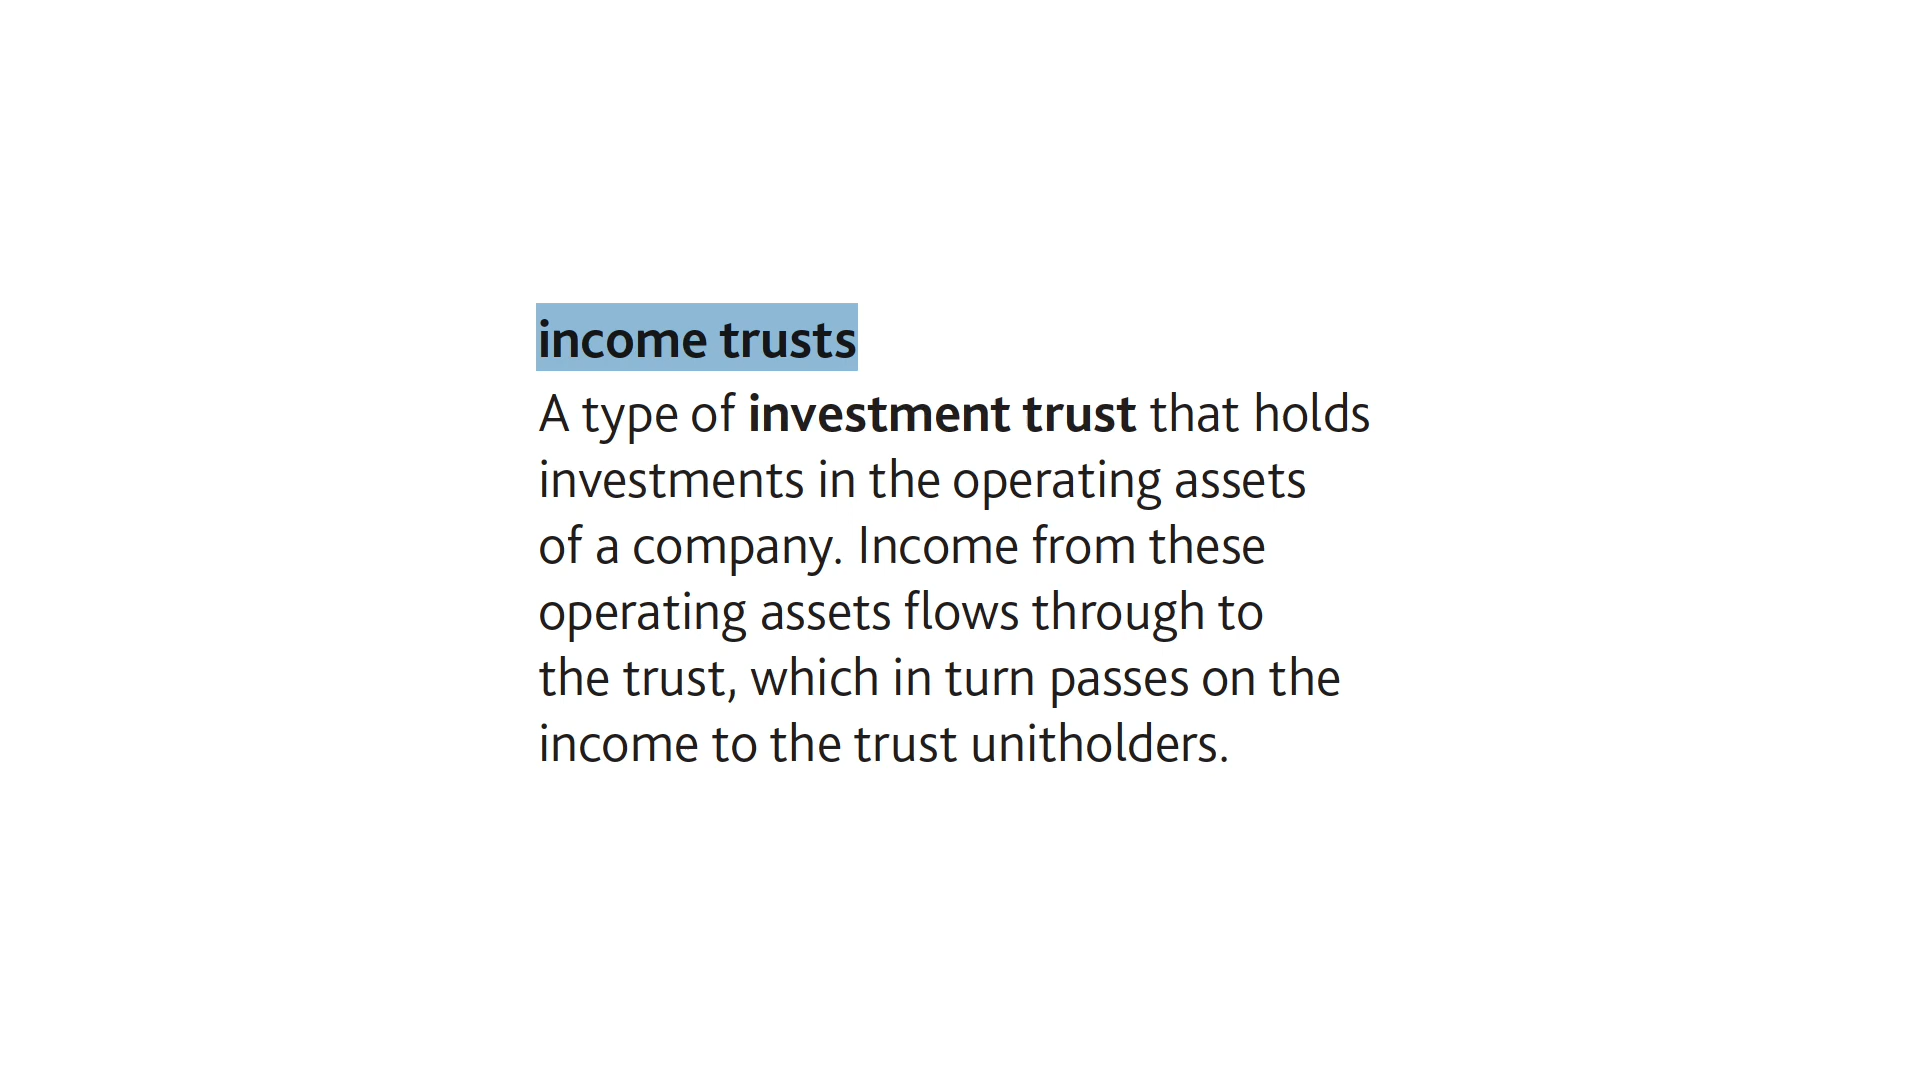 income trusts
A type of investment trust that holds
investments in the operating assets
of a company. Income from these
operating assets flows through to
the trust, which in turn passes on the
income to the trust unitholders.